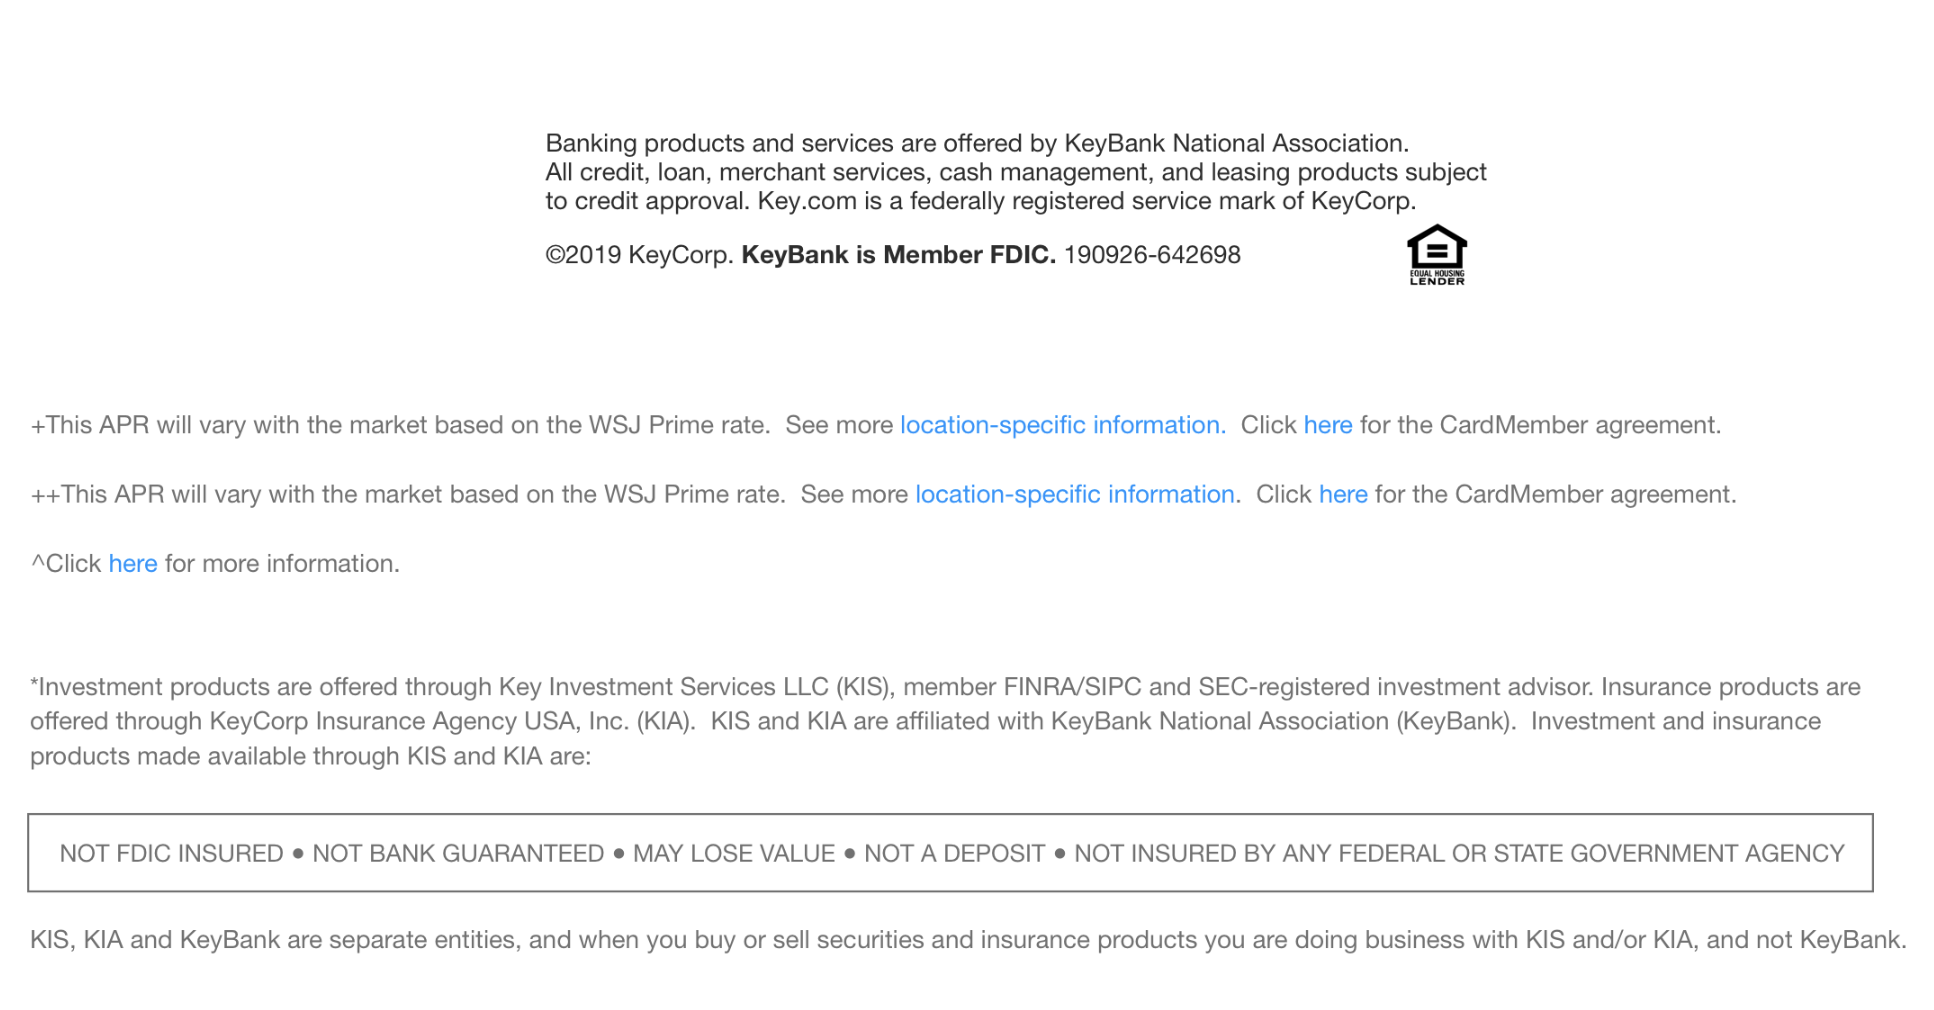 Banking products and services are offered by KeyBank National Association.
All credit, loan, merchant services, cash management, and leasing products subject
to credit approval. Key.com is a federally registered service mark of KeyCorp.
©2019 KeyCorp. KeyBank is Member FDIC. 190926-642698
EQUAL HOUSING
LENDER
+This APR will vary with the market based on the WSJ Prime rate.  See more location-specific information.  Click here for the CardMember agreement.
++This APR will vary with the market based on the WSJ Prime rate.  See more location-specific information.  Click here for the CardMember agreement.
^Click here for more information.
*Investment products are offered through Key Investment Services LLC (KIS), member FINRA/SIPC and SEC-registered investment advisor. Insurance products are
offered through KeyCorp Insurance Agency USA, Inc. (KIA).  KIS and KIA are affiliated with KeyBank National Association (KeyBank).  Investment and insurance
products made available through KIS and KIA are:
NOT FDIC INSURED ● NOT BANK GUARANTEED ● MAY LOSE VALUE ● NOT A DEPOSIT ● NOT INSURED BY ANY FEDERAL OR STATE GOVERNMENT AGENCY
KIS, KIA and KeyBank are separate entities, and when you buy or sell securities and insurance products you are doing business with KIS and/or KIA, and not KeyBank.